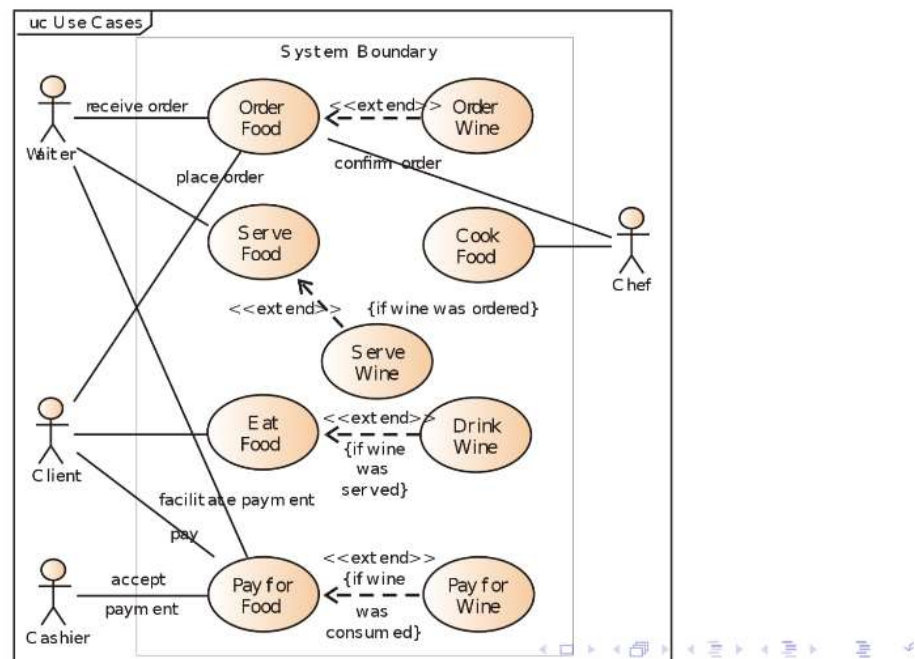 uc Use Cases
System Boundary
Waiter
receive order
Order
Food
<<extend>>
Order
Wine
place order
confirm order
Serve
Food
Cook
Food
Chef
<<extend>>
{if wine was ordered}
Serve
Wine
Client
Eat
Food
<<extend>>
{if wine
was
served}
Drink
Wine
facilitate payment
pay
Cashier
accept
payment
Pay for
Food
<<extend>>
{if wine
was
consumed}
Pay for
Wine